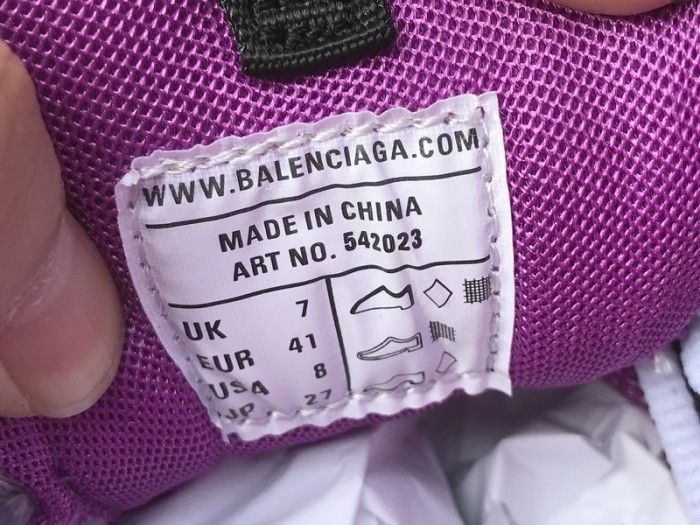 WWW.BALENCIAGA.COM
MADE IN CHINA
ART NO. 542023
UK 7
EUR 41
USA 8
JP 27